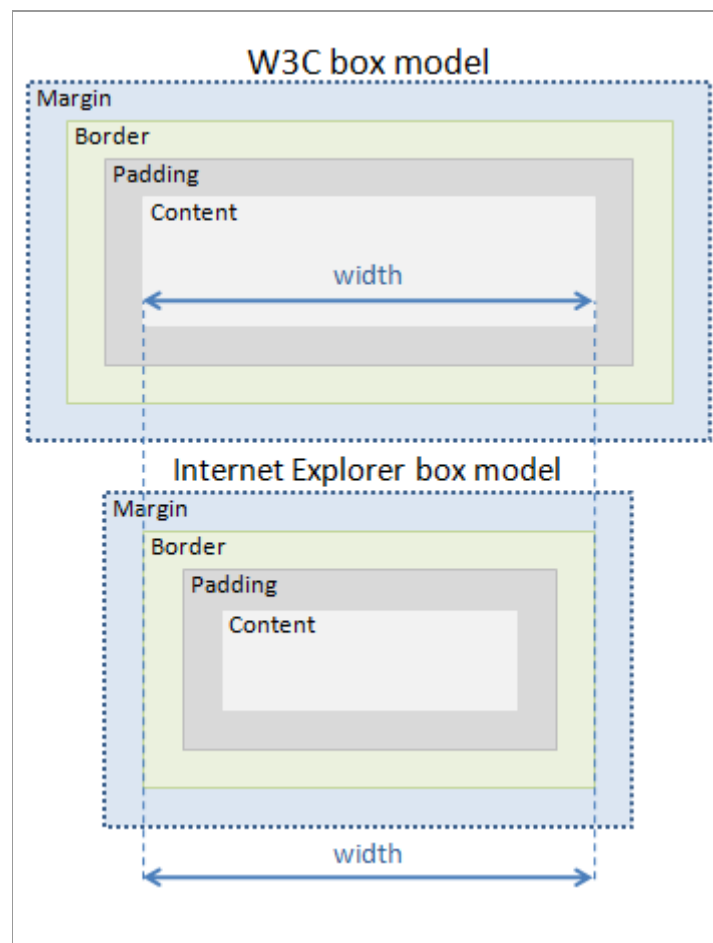 W3C box model
Margin
Border
Padding
Content
width
Internet Explorer box model
Margin
Border
Padding
Content
width